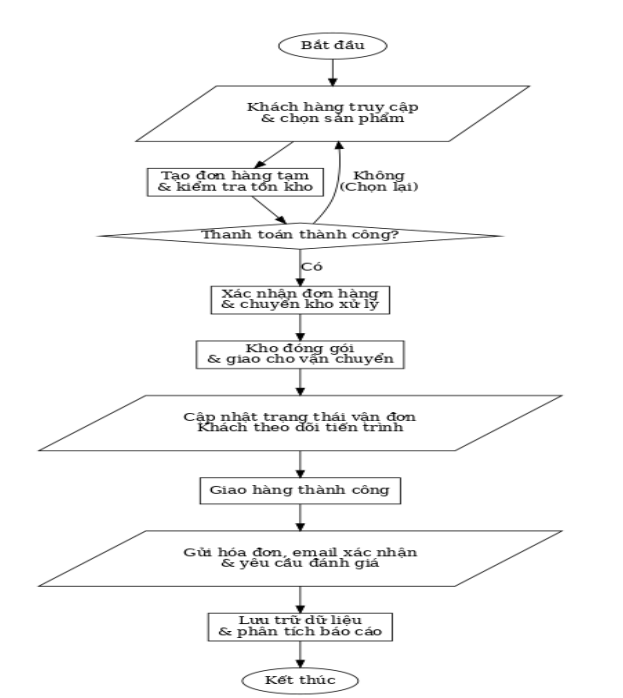 Bắt đầu
Khách hàng truy cập
& chọn sản phẩm
Tạo đơn hàng tạm
& kiểm tra tồn kho
Không
(Chọn lại)
Thanh toán thành công?
Có
Xác nhận đơn hàng
& chuyển kho xử lý
Kho đóng gói
& giao cho vận chuyển
Cập nhật trạng thái vận đơn
Khách theo dõi tiến trình
Giao hàng thành công
Gửi hóa đơn, email xác nhận
& yêu cầu đánh giá
Lưu trữ dữ liệu
& phân tích báo cáo
Kết thúc